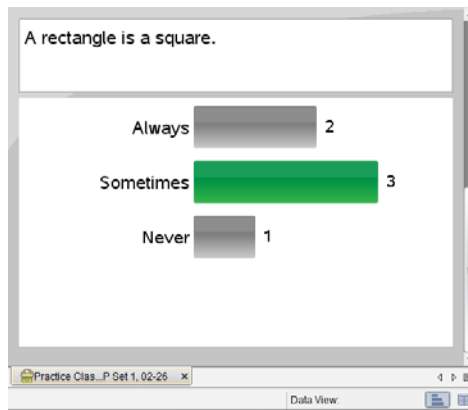 A rectangle is a square.
Always 2
Sometimes 3
Never 1
Practice Clas...P Set 1, 02-26 ×
Data View: